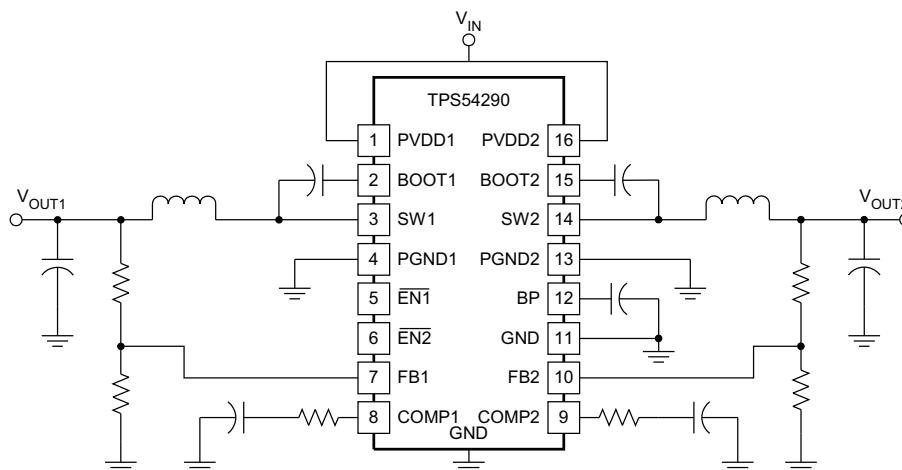 V_IN
TPS54290
1 PVDD1 PVDD2 16
2 BOOT1 BOOT2 15
V_OUT1 3 SW1 SW2 14 V_OUT2
4 PGND1 PGND2 13
5 EN1 BP 12
6 EN2 GND 11
7 FB1 FB2 10
8 COMP1 COMP2 9
GND